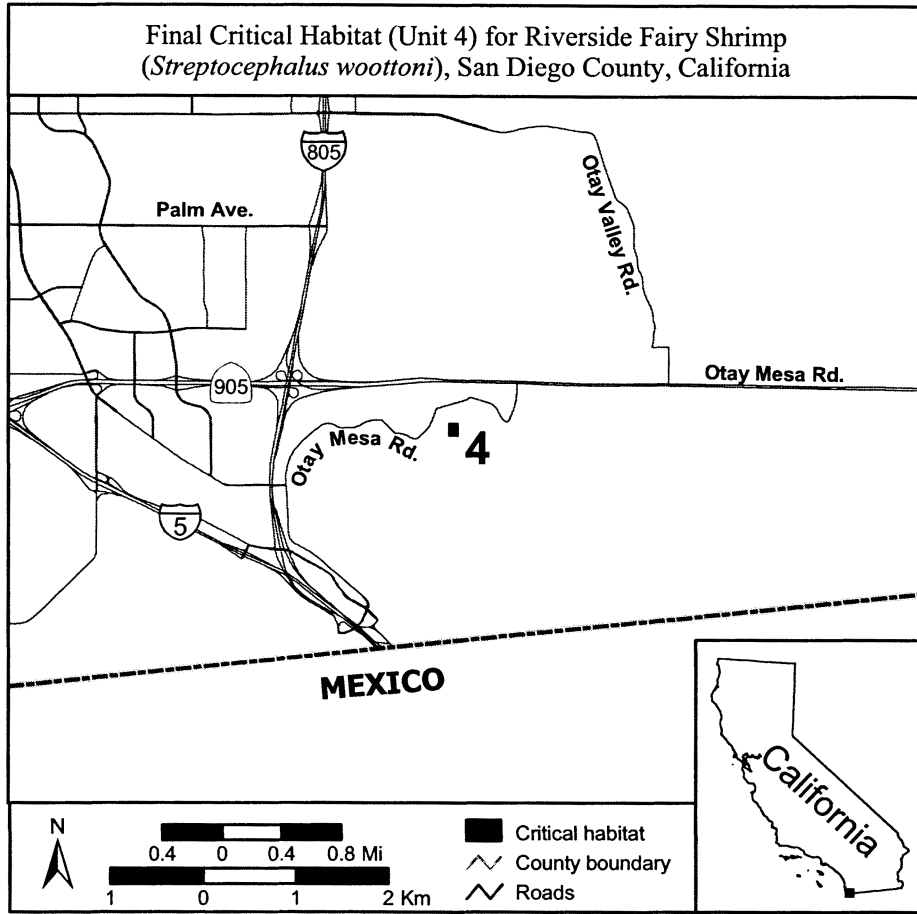 Final Critical Habitat (Unit 4) for Riverside Fairy Shrimp
(Streptocephalus woottoni), San Diego County, California
805
Palm Ave.
Otay Valley Rd.
905
Otay Mesa Rd.
Otay Mesa Rd.
4
5
MEXICO
California
N
0.4 0 0.4 0.8 Mi
1 0 1 2 Km
Critical habitat
County boundary
Roads